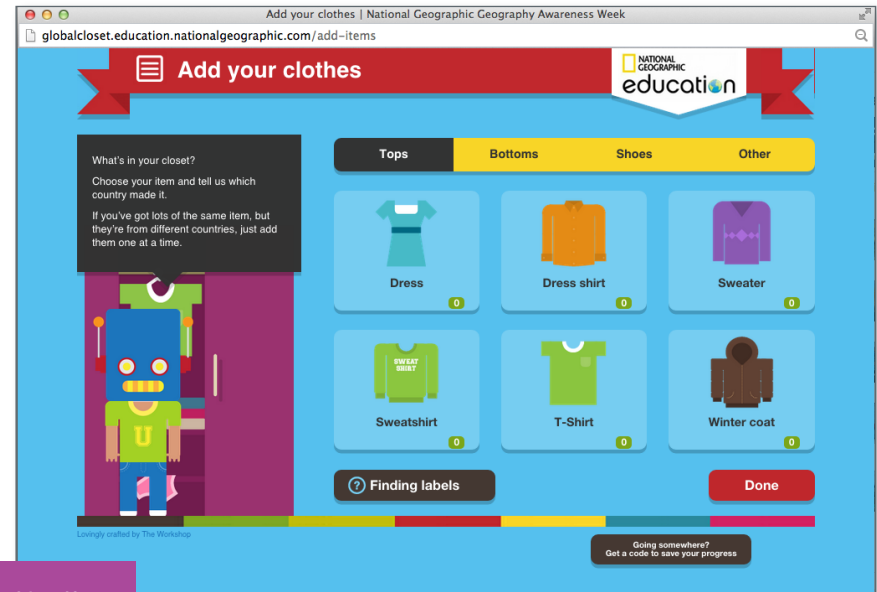 Add your clothes | National Geographic Geography Awareness Week
globalcloset.education.nationalgeographic.com/add-items
Add your clothes
NATIONAL
GEOGRAPHIC
education
What's in your closet?
Choose your item and tell us which
country made it.
If you've got lots of the same item, but
they're from different countries, just add
them one at a time.
Tops Bottoms Shoes Other
Dress
0
Dress shirt
0
Sweater
0
SWEAT
SHIRT
Sweatshirt
0
T-Shirt
0
Winter coat
0
U
? Finding labels
Done
Lovingly crafted by The Workshop
Going somewhere?
Get a code to save your progress